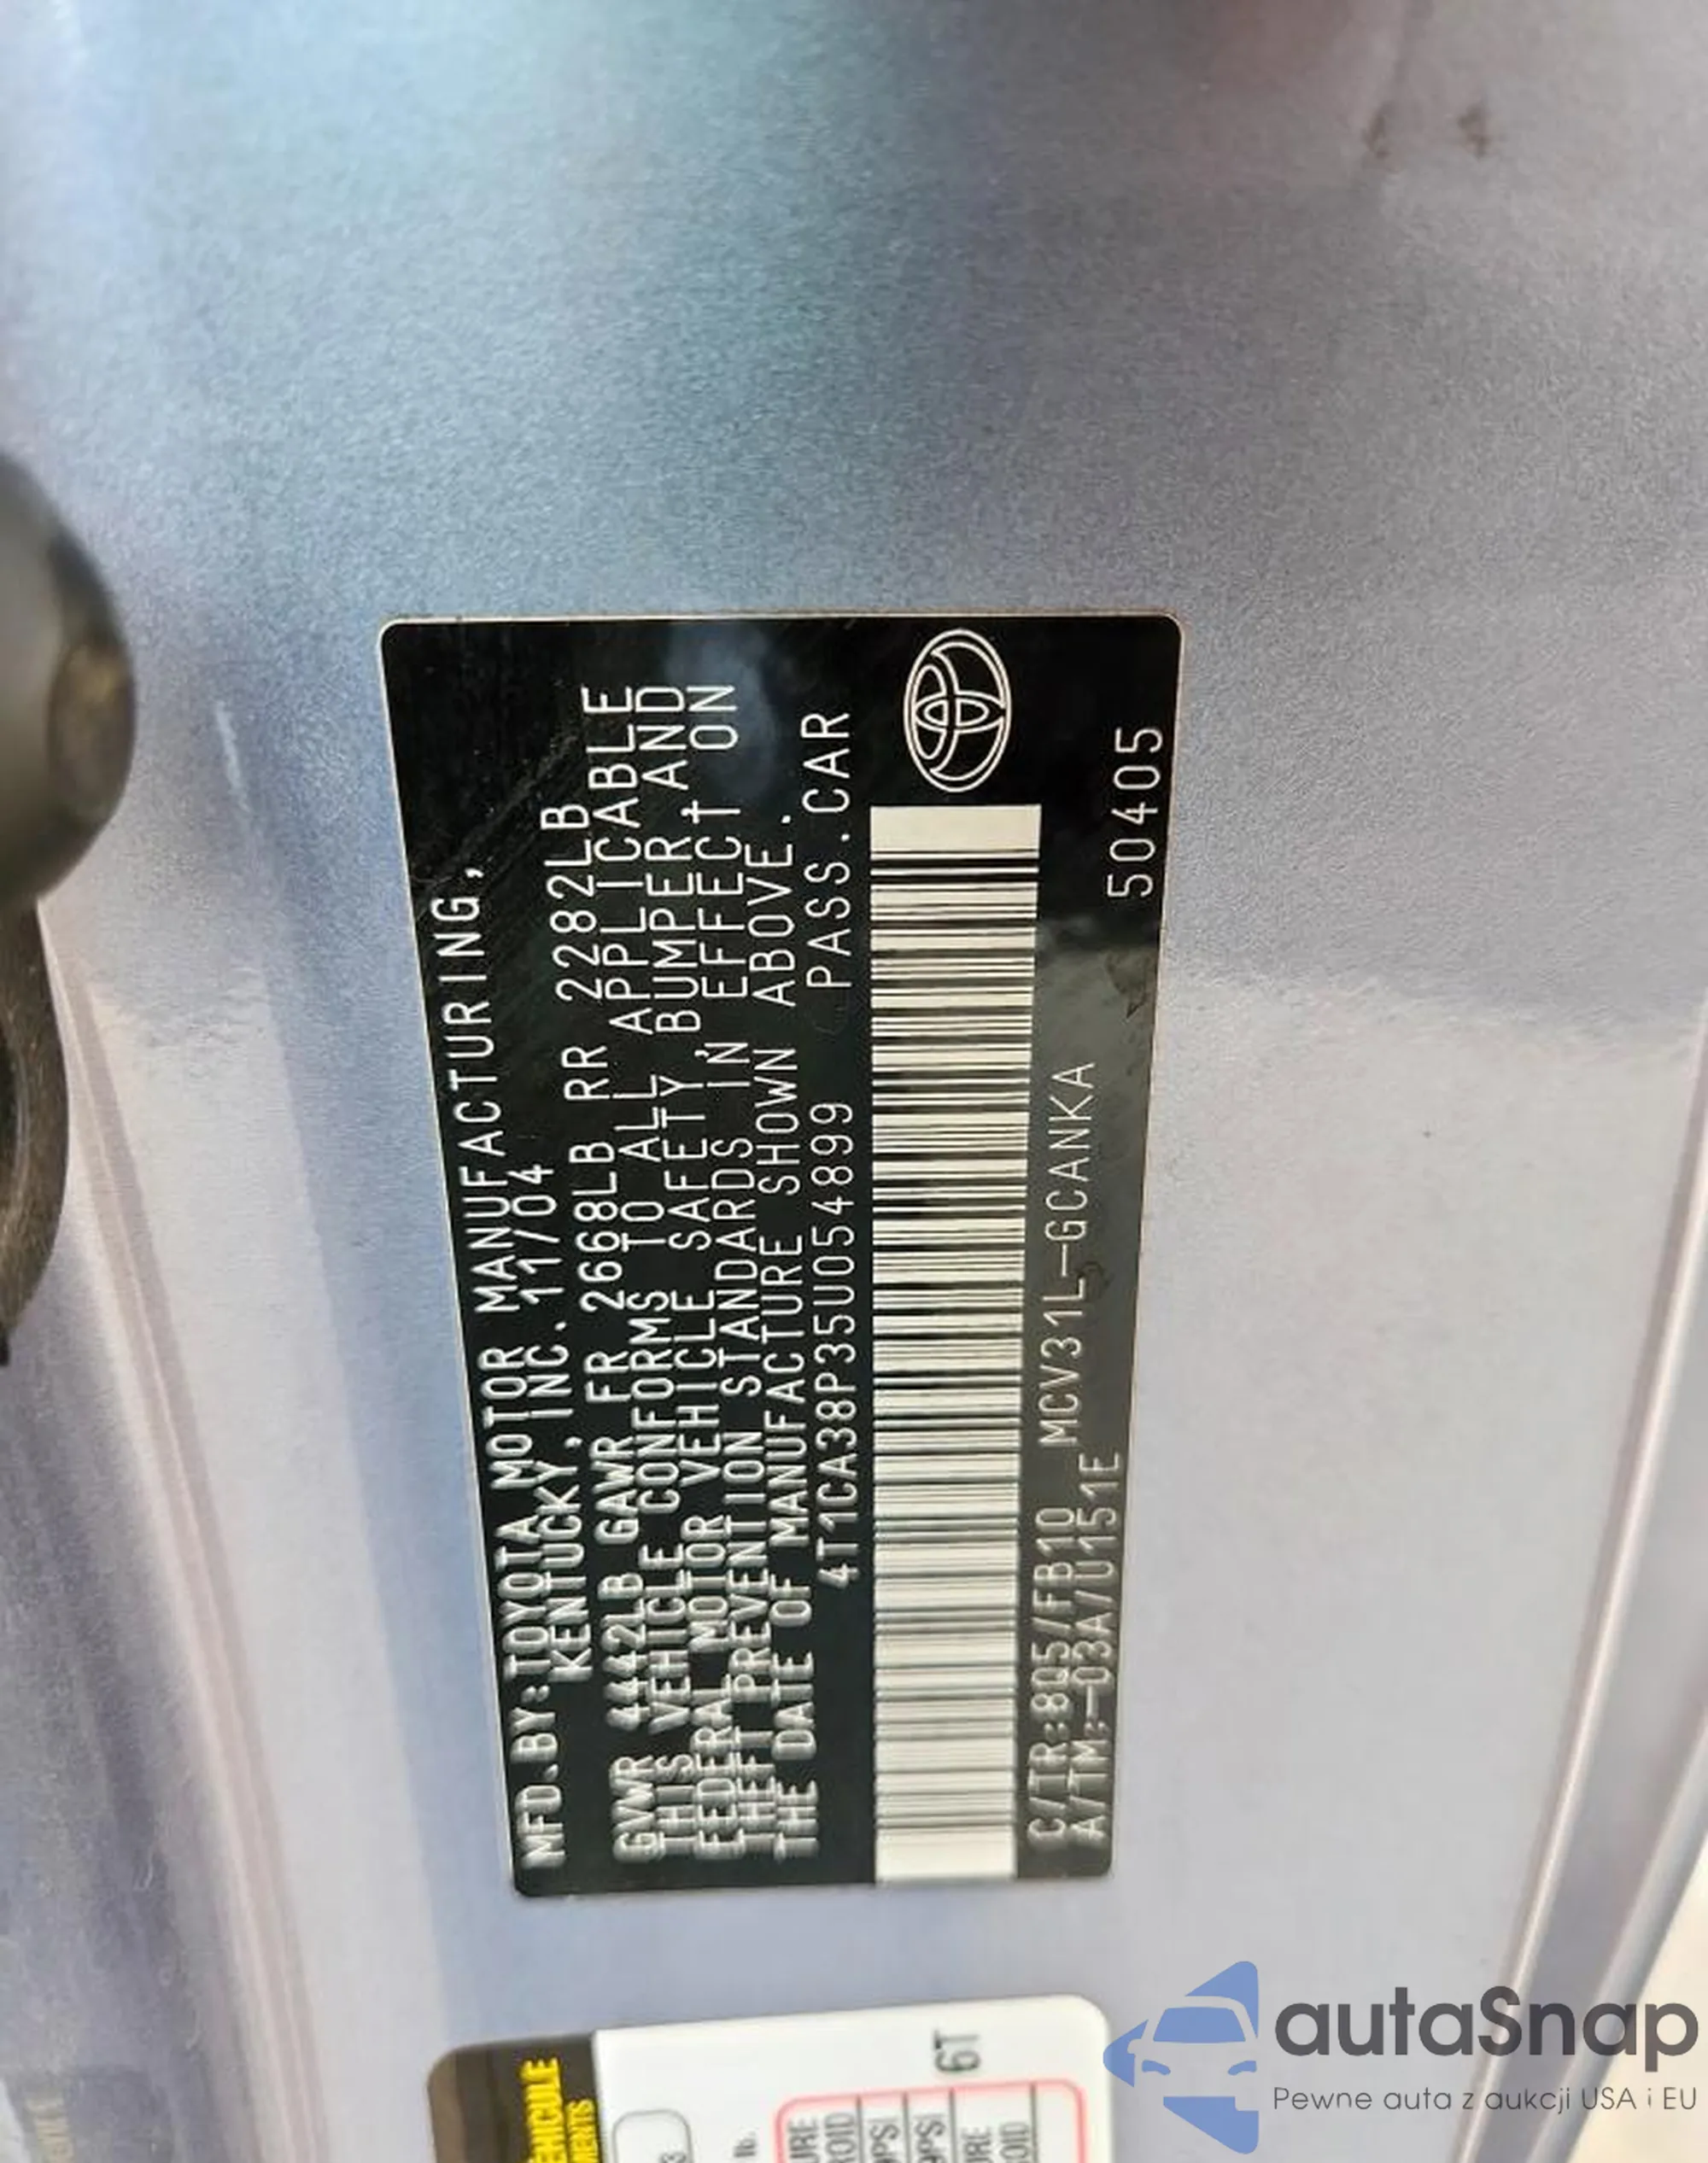 MFD.BY:TOYOTA MOTOR MANUFACTURING,
KENTUCKY, INC. 11/04
GVWR 4442LB GAWR FR 2668LB RR 2282LB
THIS VEHICLE CONFORMS TO ALL APPLICABLE
FEDERAL MOTOR VEHICLE SAFETY, BUMPER, AND
THEFT PREVENTION STANDARDS IN EFFECT ON
THE DATE OF MANUFACTURE SHOWN ABOVE.
4T1CA38P35U054899 PASS.CAR
C/TR:8Q5/FB10 MCV31L-GCANKA
A/TM:-03A/U151E 50405
6T
autaSnap
Pewne auta z aukcji USA i EU